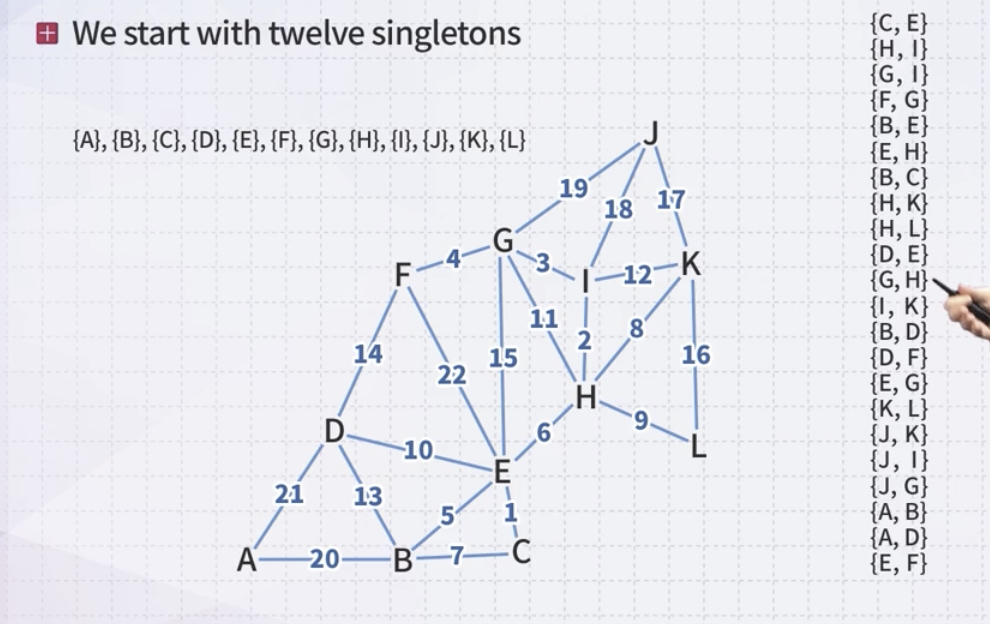 We start with twelve singletons
{A}, {B}, {C}, {D}, {E}, {F}, {G}, {H}, {I}, {J}, {K}, {L}
J
19
18
17
G
F
4
3
I
12
K
11
14
15
2
8
16
22
H
D
6
9
L
10
E
21
13
5
1
A
20
B
7
C
{C, E}
{H, I}
{G, I}
{F, G}
{B, E}
{E, H}
{B, C}
{H, K}
{H, L}
{D, E}
{G, H}
{I, K}
{B, D}
{D, F}
{E, G}
{K, L}
{J, K}
{J, I}
{J, G}
{A, B}
{A, D}
{E, F}